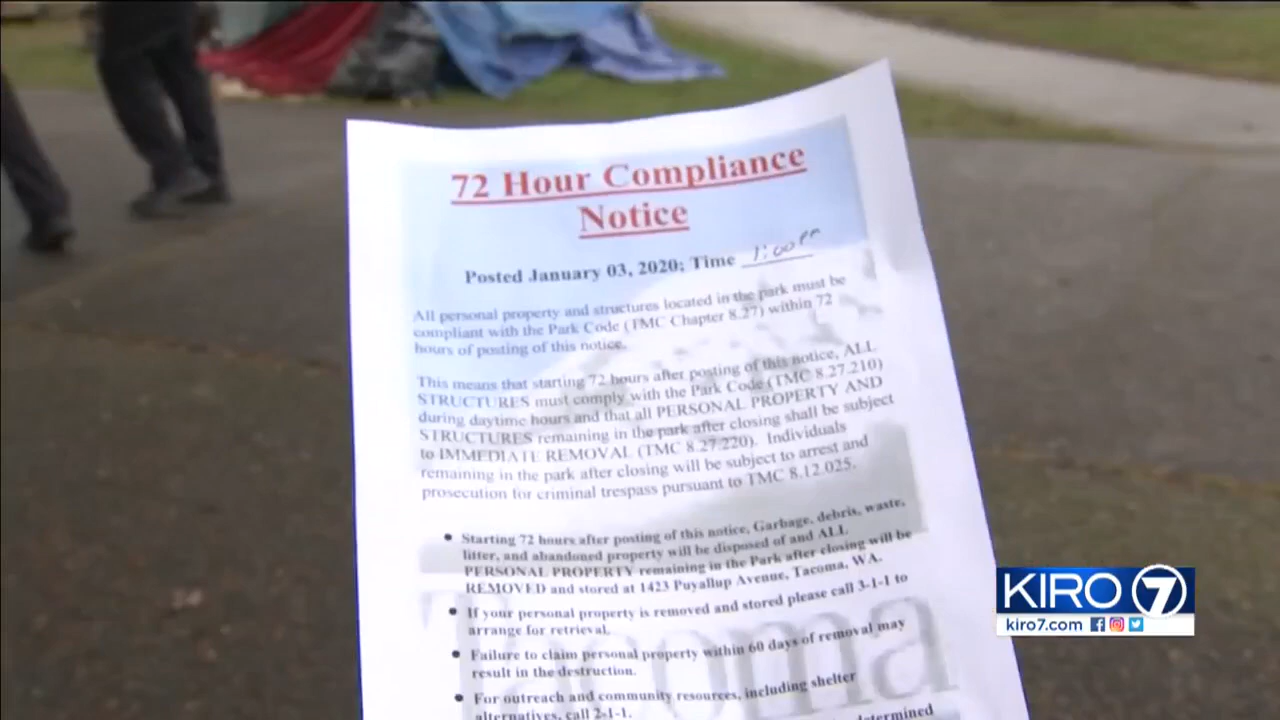 72 Hour Compliance
Notice
Posted January 03, 2020; Time 1:00 pm
All personal property and structures located in the park must be
compliant with the Park Code (TMC Chapter 8.27) within 72
hours of posting of this notice.
This means that starting 72 hours after posting of this notice, ALL
STRUCTURES must comply with the Park Code (TMC 8.27.210)
during daytime hours and that all PERSONAL PROPERTY AND
STRUCTURES remaining in the park after closing shall be subject
to IMMEDIATE REMOVAL (TMC 8.27.220). Individuals
remaining in the park after closing will be subject to arrest and
prosecution for criminal trespass pursuant to TMC 8.12.025.
• Starting 72 hours after posting of this notice, Garbage, debris, waste,
litter, and abandoned property will be disposed of and ALL
PERSONAL PROPERTY remaining in the Park after closing will be
REMOVED and stored at 1423 Puyallup Avenue, Tacoma, WA.
• If your personal property is removed and stored please call 3-1-1 to
arrange for retrieval.
• Failure to claim personal property within 60 days of removal may
result in the destruction.
• For outreach and community resources, including shelter
alternatives, call 2-1-1.
determined
Tacoma
KIRO 7
kiro7.com